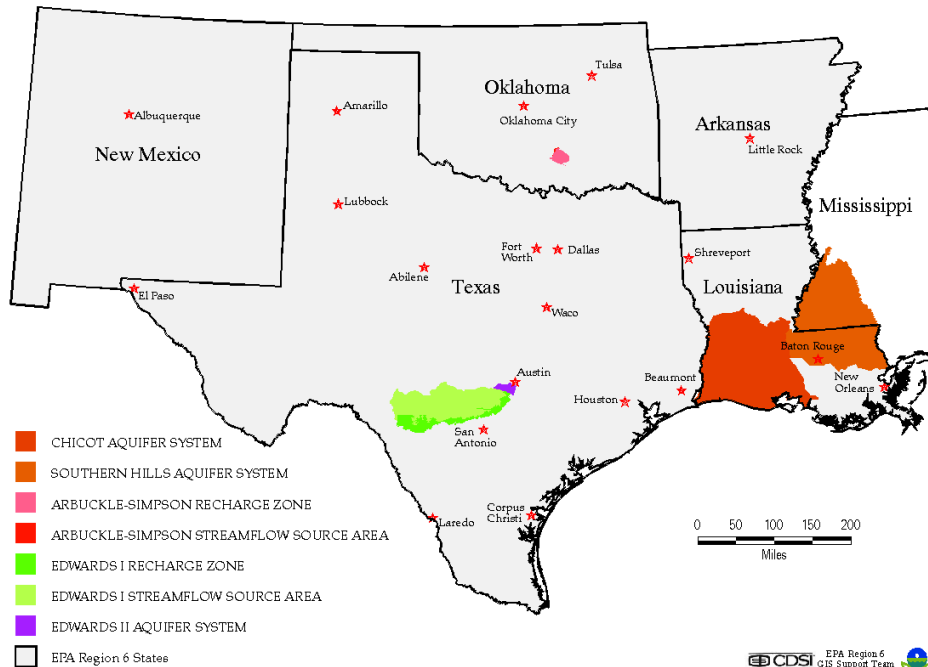 Tulsa
Oklahoma
Amarillo
Albuquerque
Oklahoma City
Arkansas
Little Rock
New Mexico
Mississippi
Lubbock
Fort
Worth
Dallas
Shreveport
Abilene
Texas
Louisiana
El Paso
Waco
Baton Rouge
Austin
Beaumont
New
Orleans
Houston
San
Antonio
CHICOT AQUIFER SYSTEM
SOUTHERN HILLS AQUIFER SYSTEM
ARBUCKLE-SIMPSON RECHARGE ZONE
ARBUCKLE-SIMPSON STREAMFLOW SOURCE AREA
EDWARDS I RECHARGE ZONE
EDWARDS I STREAMFLOW SOURCE AREA
EDWARDS II AQUIFER SYSTEM
EPA Region 6 States
Laredo
Corpus
Christi
0 50 100 150 200
Miles
CDSI
EPA Region 6
GIS Support Team